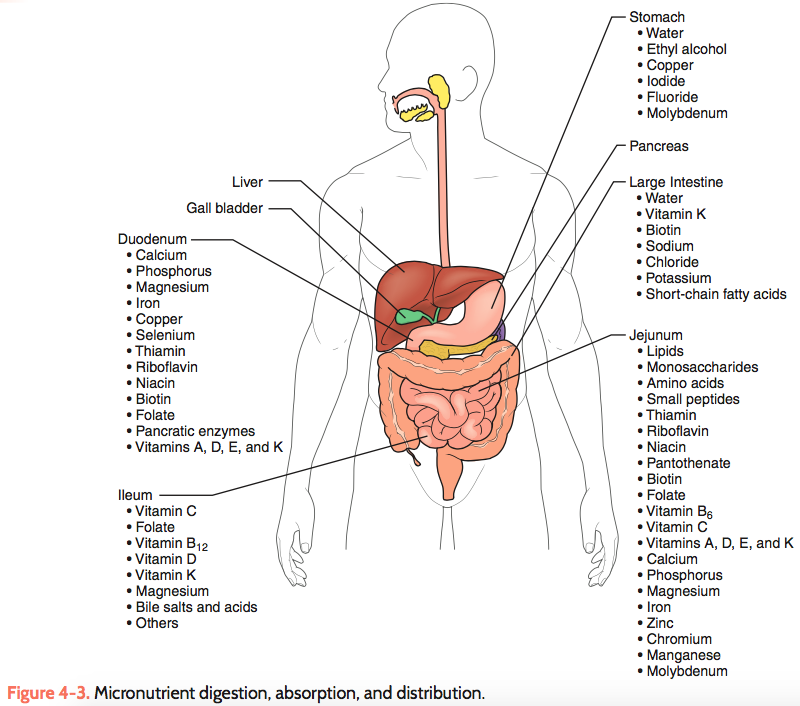 Stomach
• Water
• Ethyl alcohol
• Copper
• Iodide
• Fluoride
• Molybdenum
Pancreas
Large Intestine
• Water
• Vitamin K
• Biotin
• Sodium
• Chloride
• Potassium
• Short-chain fatty acids
Liver
Gall bladder
Duodenum
• Calcium
• Phosphorus
• Magnesium
• Iron
• Copper
• Selenium
• Thiamin
• Riboflavin
• Niacin
• Biotin
• Folate
• Pancratic enzymes
• Vitamins A, D, E, and K
Jejunum
• Lipids
• Monosaccharides
• Amino acids
• Small peptides
• Thiamin
• Riboflavin
• Niacin
• Pantothenate
• Biotin
• Folate
• Vitamin B6
• Vitamin C
• Vitamins A, D, E, and K
• Calcium
• Phosphorus
• Magnesium
• Iron
• Zinc
• Chromium
• Manganese
• Molybdenum
Ileum
• Vitamin C
• Folate
• Vitamin B12
• Vitamin D
• Vitamin K
• Magnesium
• Bile salts and acids
• Others
Figure 4-3. Micronutrient digestion, absorption, and distribution.